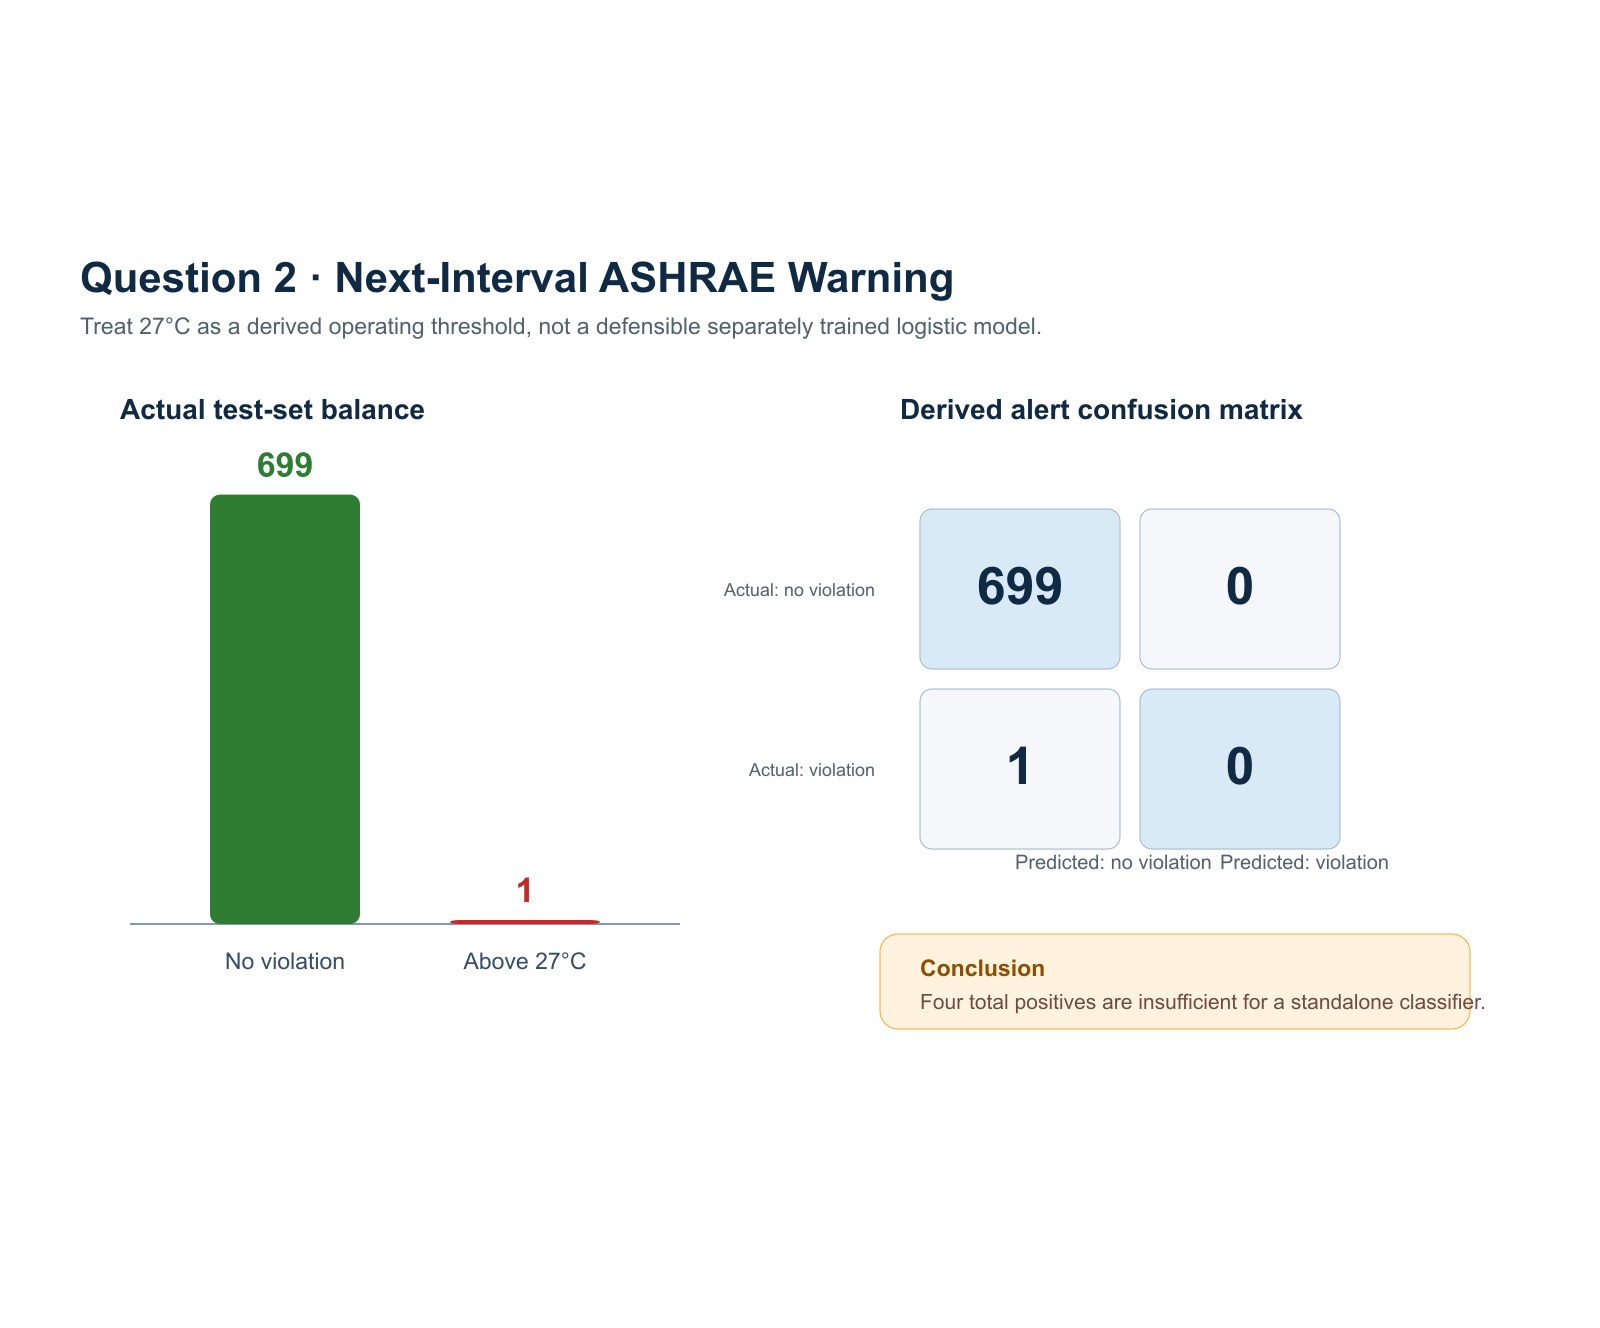 Question 2 · Next-Interval ASHRAE Warning
Treat 27°C as a derived operating threshold, not a defensible separately trained logistic model.
Actual test-set balance
699
1
No violation
Above 27°C
Derived alert confusion matrix
Actual: no violation
699
0
Actual: violation
1
0
Predicted: no violation
Predicted: violation
Conclusion
Four total positives are insufficient for a standalone classifier.